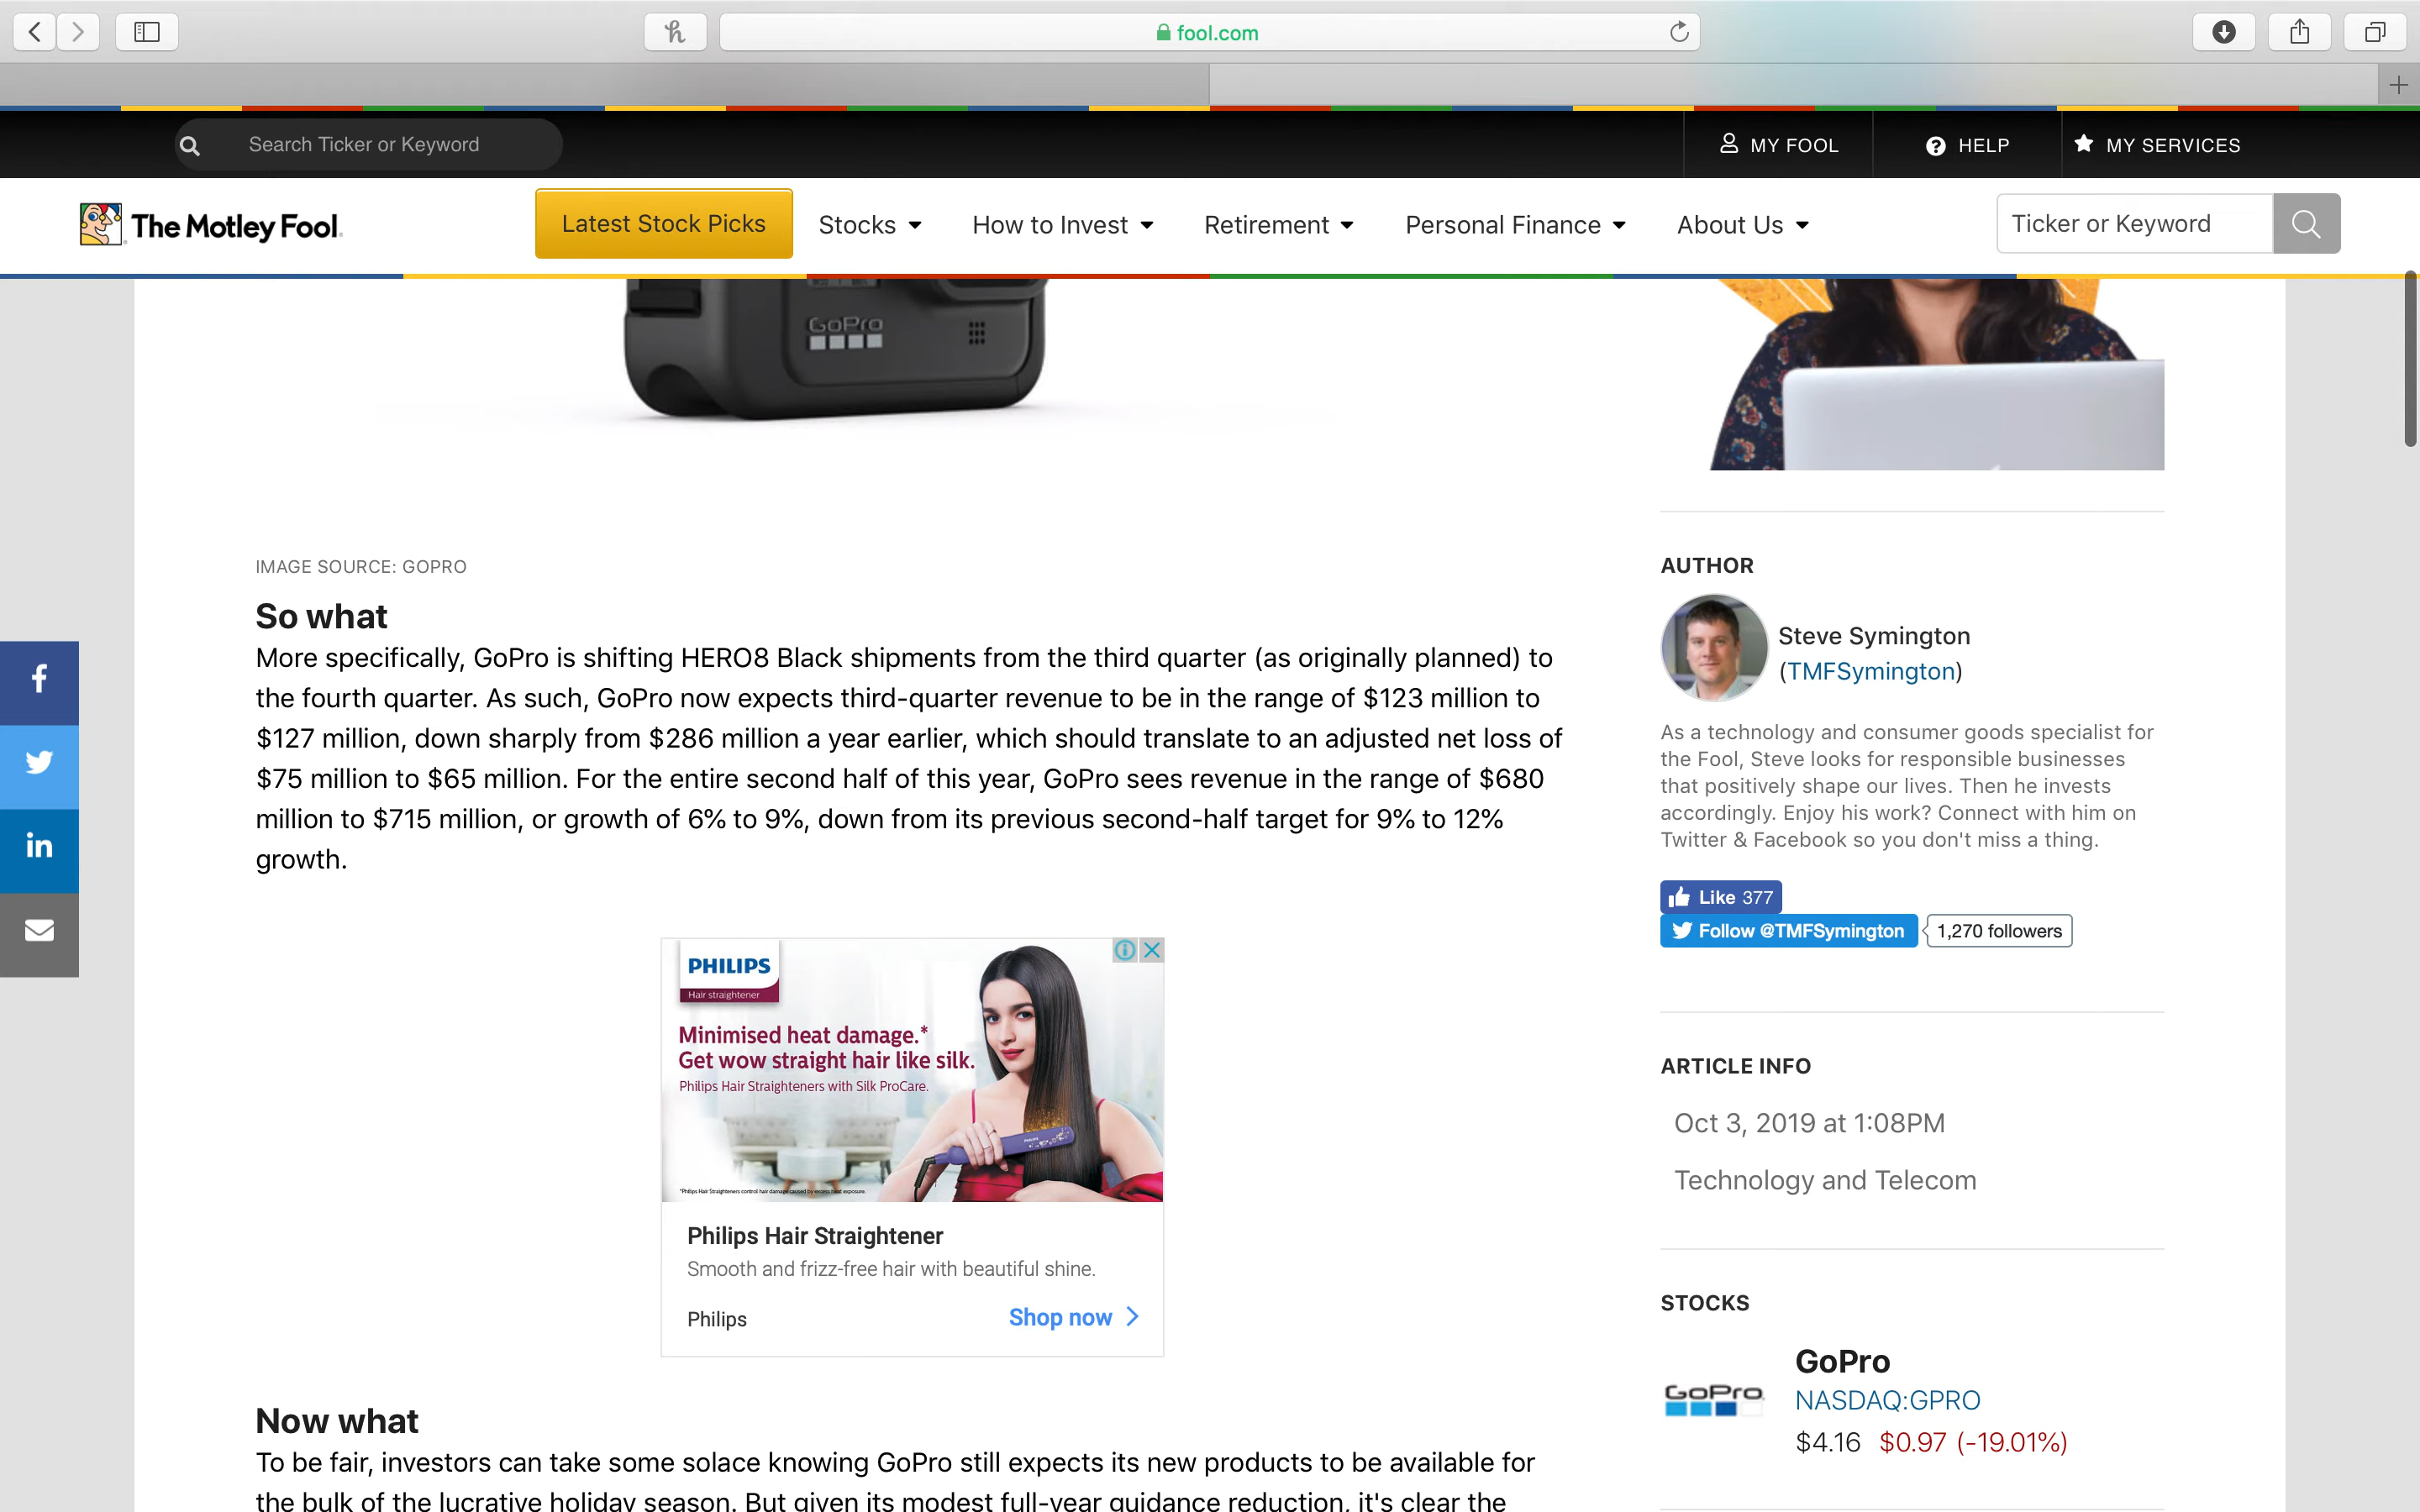 fool.com
Search Ticker or Keyword
MY FOOL
HELP
MY SERVICES
The Motley Fool.
Latest Stock Picks
Stocks
How to Invest
Retirement
Personal Finance
About Us
Ticker or Keyword
GoPro
IMAGE SOURCE: GOPRO
So what
More specifically, GoPro is shifting HERO8 Black shipments from the third quarter (as originally planned) to
the fourth quarter. As such, GoPro now expects third-quarter revenue to be in the range of $123 million to
$127 million, down sharply from $286 million a year earlier, which should translate to an adjusted net loss of
$75 million to $65 million. For the entire second half of this year, GoPro sees revenue in the range of $680
million to $715 million, or growth of 6% to 9%, down from its previous second-half target for 9% to 12%
growth.
PHILIPS
Hair straightener
Minimised heat damage.*
Get wow straight hair like silk.
Philips Hair Straighteners with Silk ProCare.
*Philips Hair Straighteners control hair damage caused by excess heat exposure.
Philips Hair Straightener
Smooth and frizz-free hair with beautiful shine.
Philips
Shop now
Now what
To be fair, investors can take some solace knowing GoPro still expects its new products to be available for
the bulk of the lucrative holiday season. But given its modest full-year guidance reduction, it's clear the
AUTHOR
Steve Symington
(TMFSymington)
As a technology and consumer goods specialist for
the Fool, Steve looks for responsible businesses
that positively shape our lives. Then he invests
accordingly. Enjoy his work? Connect with him on
Twitter & Facebook so you don't miss a thing.
Like 377
Follow @TMFSymington
1,270 followers
ARTICLE INFO
Oct 3, 2019 at 1:08PM
Technology and Telecom
STOCKS
GoPro
GoPro
NASDAQ:GPRO
$4.16 $0.97 (-19.01%)